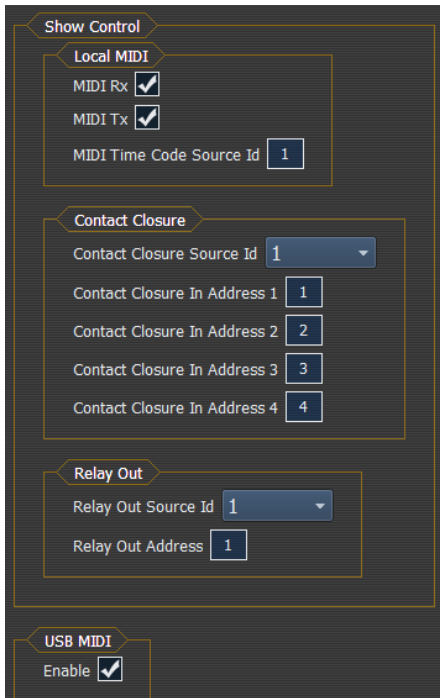 Show Control
Local MIDI
MIDI Rx
MIDI Tx
MIDI Time Code Source Id 1
Contact Closure
Contact Closure Source Id 1
Contact Closure In Address 1 1
Contact Closure In Address 2 2
Contact Closure In Address 3 3
Contact Closure In Address 4 4
Relay Out
Relay Out Source Id 1
Relay Out Address 1
USB MIDI
Enable